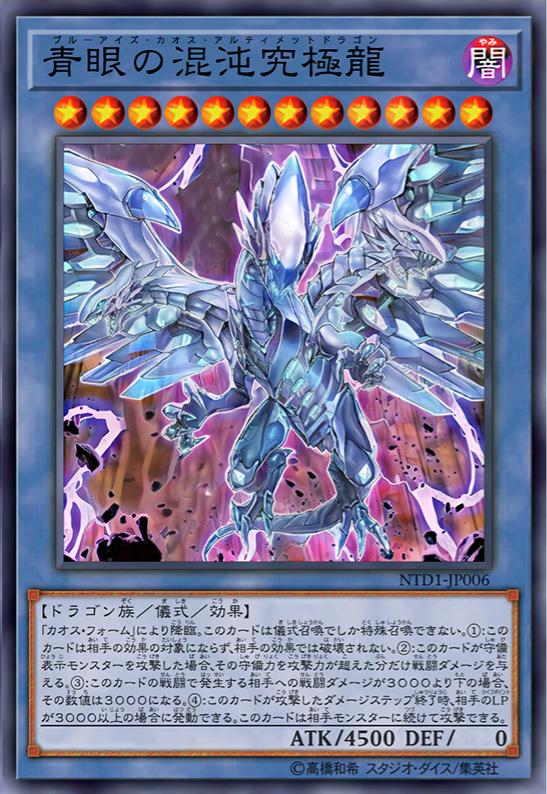 ブルーアイズ・カオス・アルティメットドラゴン
青眼の混沌究極龍
やみ
闇
NTD1-JP006
【ドラゴン族／儀式／効果】
「カオス・フォーム」により降臨。このカードは儀式召喚でしか特殊召喚できない。①:この
カードは相手の効果の対象にならず、相手の効果では破壊されない。②:このカードが守備
表示モンスターを攻撃した場合、その守備力を攻撃力が超えた分だけ戦闘ダメージを与
える。③:このカードの戦闘で発生する相手への戦闘ダメージが3000より下の場合、
その数値は3000になる。④:このカードが攻撃したダメージステップ終了時、相手のLP
が3000以上の場合に発動できる。このカードは相手モンスターに続けて攻撃できる。
ATK/4500 DEF/ 0
©高橋和希 スタジオ・ダイス/集英社